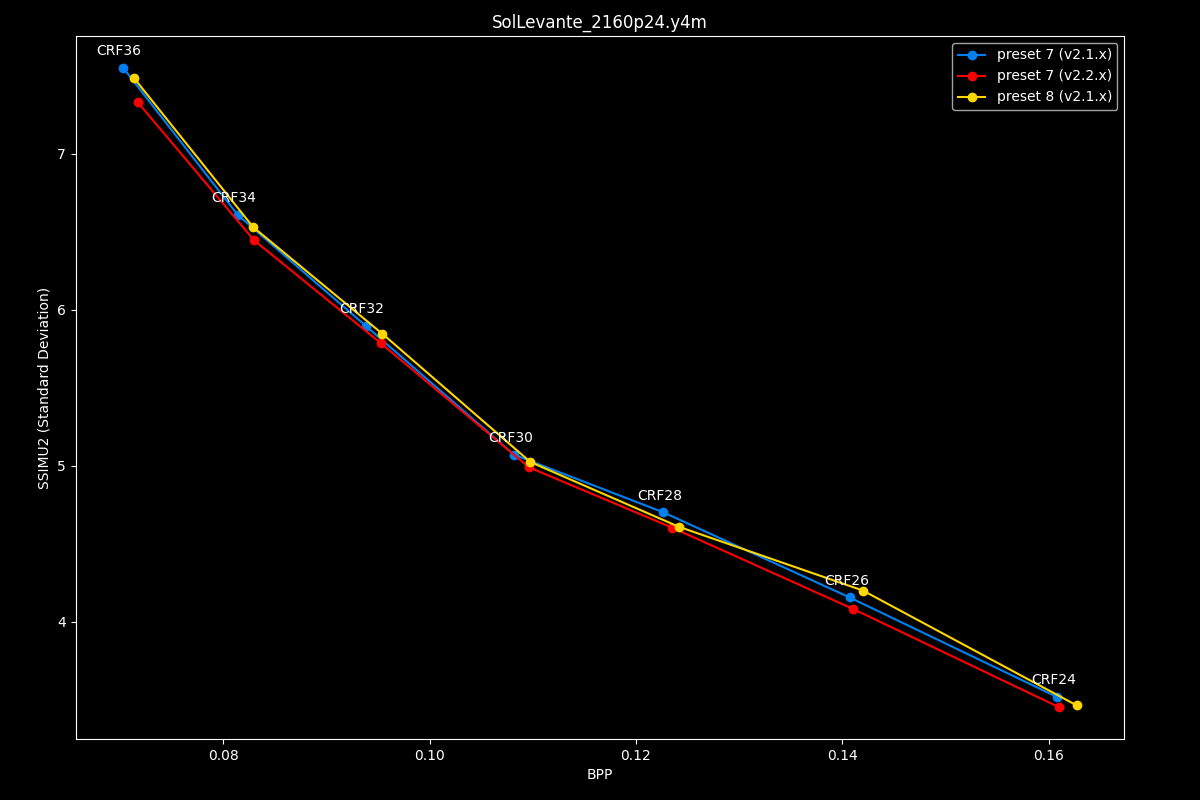 SolLevante_2160p24.y4m
preset 7 (v2.1.x)
preset 7 (v2.2.x)
preset 8 (v2.1.x)
CRF36
CRF34
CRF32
CRF30
CRF28
CRF26
CRF24
SSIMU2 (Standard Deviation)
7
6
5
4
0.08
0.10
0.12
0.14
0.16
BPP